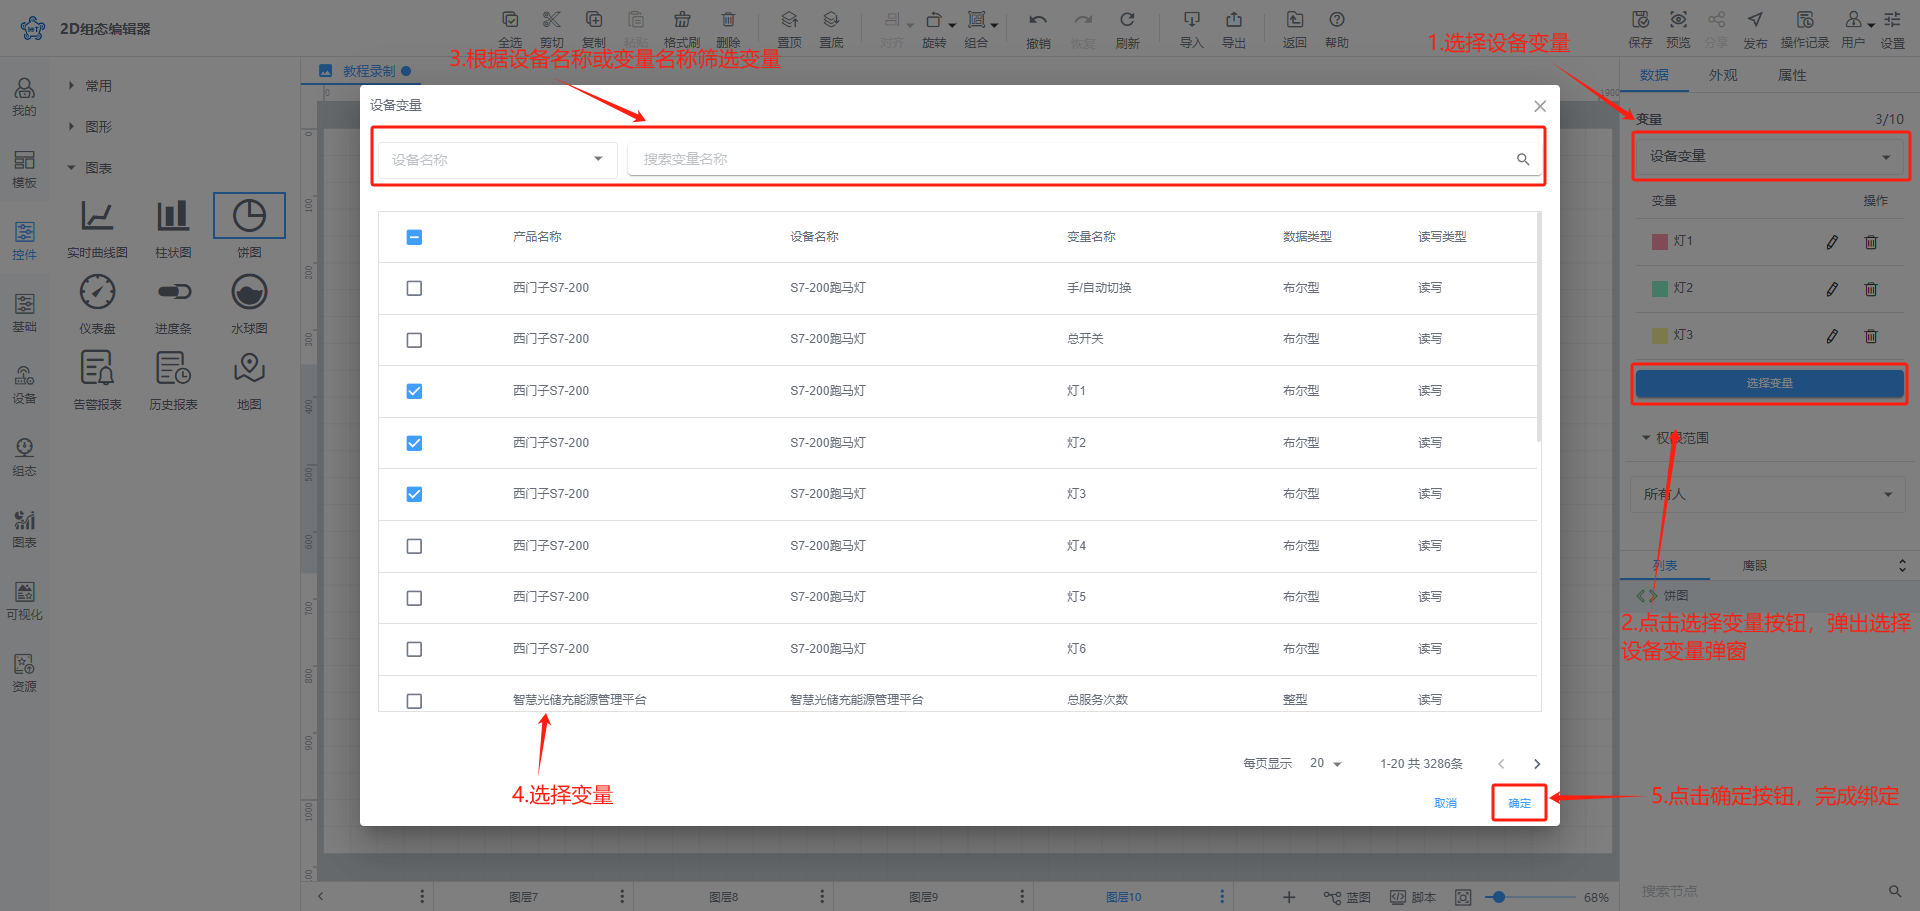 2D组态编辑器
全选
剪切
复制
粘贴
格式刷
删除
置顶
置底
对齐
旋转
组合
撤销
恢复
刷新
导入
导出
返回
帮助
保存
预览
分享
发布
操作记录
用户
设置
1.选择设备变量
3.根据设备名称或变量名称筛选变量
我的
模板
控件
基础
设备
组态
图表
可视化
资源
常用
图形
图表
实时曲线图
柱状图
饼图
仪表盘
进度条
水球图
告警报表
历史报表
地图
教程录制
0
1900
0
100
200
300
400
500
600
700
800
900
1000
设备变量
设备名称
搜索变量名称
产品名称 设备名称 变量名称 数据类型 读写类型
西门子S7-200 S7-200跑马灯 手/自动切换 布尔型 读写
西门子S7-200 S7-200跑马灯 总开关 布尔型 读写
西门子S7-200 S7-200跑马灯 灯1 布尔型 读写
西门子S7-200 S7-200跑马灯 灯2 布尔型 读写
西门子S7-200 S7-200跑马灯 灯3 布尔型 读写
西门子S7-200 S7-200跑马灯 灯4 布尔型 读写
西门子S7-200 S7-200跑马灯 灯5 布尔型 读写
西门子S7-200 S7-200跑马灯 灯6 布尔型 读写
智慧光储充能源管理平台 智慧光储充能源管理平台 总服务次数 整型 读写
4.选择变量
每页显示 20 1-20 共 3286条
取消 确定
5.点击确定按钮，完成绑定
数据 外观 属性
变量 3/10
设备变量
变量 操作
灯1
灯2
灯3
选择变量
权限范围
所有人
列表 鹰眼
饼图
2.点击选择变量按钮，弹出选择
设备变量弹窗
搜索节点
图层7
图层8
图层9
图层10
蓝图
脚本
68%